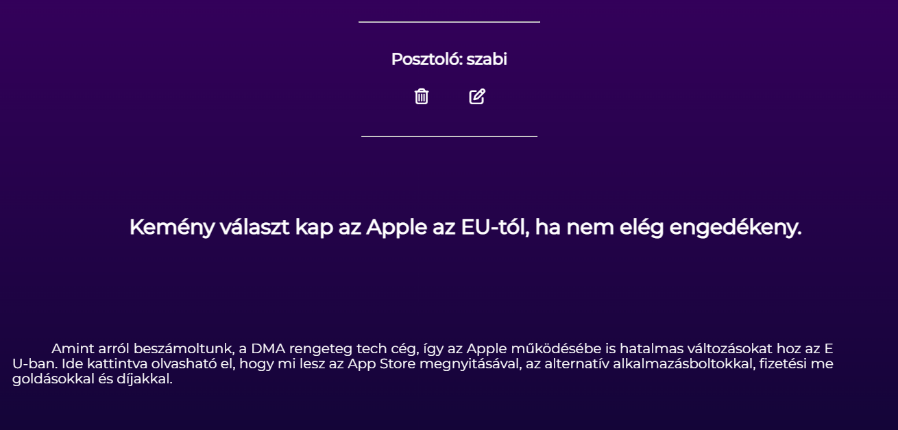 Posztoló: szabi
Kemény választ kap az Apple az EU-tól, ha nem elég engedékeny.
Amint arról beszámoltunk, a DMA rengeteg tech cég, így az Apple működésébe is hatalmas változásokat hoz az E
U-ban. Ide kattintva olvasható el, hogy mi lesz az App Store megnyitásával, az alternatív alkalmazásboltokkal, fizetési me
goldásokkal és díjakkal.